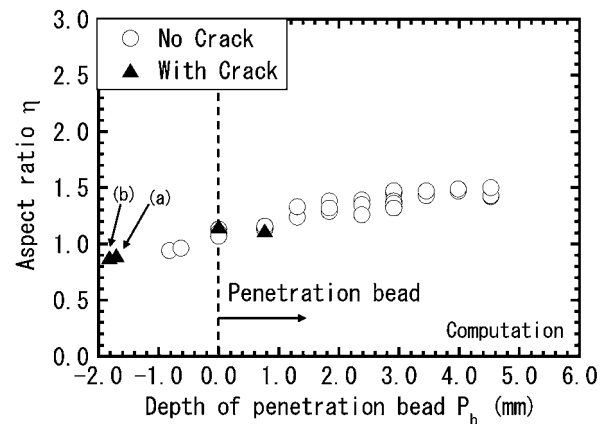 3.0
2.5
2.0
1.5
1.0
0.5
0.0
Aspect ratio η
No Crack
With Crack
(b) (a)
Penetration bead
Computation
-2.0 -1.0 0.0 1.0 2.0 3.0 4.0 5.0 6.0
Depth of penetration bead P_h (mm)